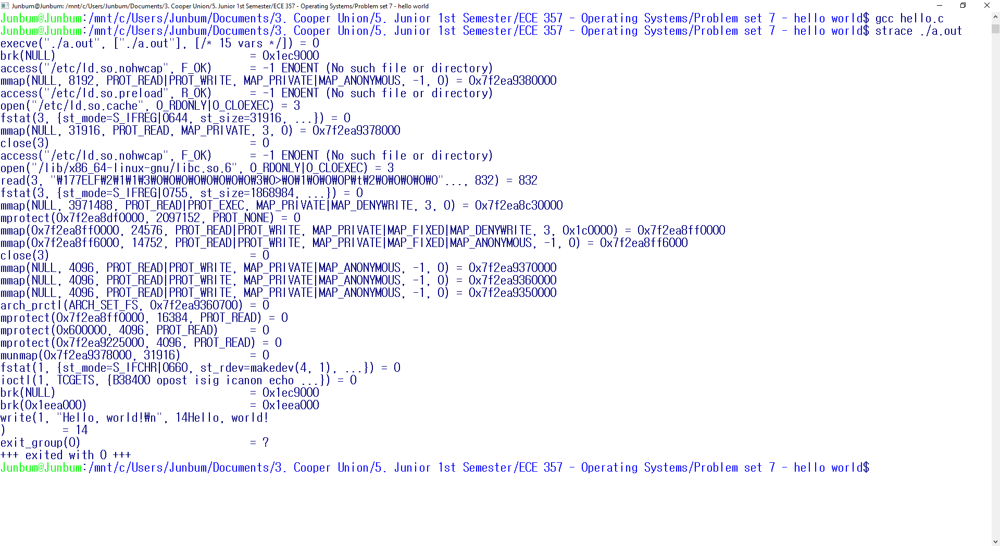 Junbum@Junbum: /mnt/c/Users/Junbum/Documents/3. Cooper Union/5. Junior 1st Semester/ECE 357 - Operating Systems/Problem set 7 - hello world
Junbum@Junbum:/mnt/c/Users/Junbum/Documents/3. Cooper Union/5. Junior 1st Semester/ECE 357 - Operating Systems/Problem set 7 - hello world$ gcc hello.c
Junbum@Junbum:/mnt/c/Users/Junbum/Documents/3. Cooper Union/5. Junior 1st Semester/ECE 357 - Operating Systems/Problem set 7 - hello world$ strace ./a.out
execve("./a.out", ["./a.out"], [/* 15 vars */]) = 0
brk(NULL)                               = 0x1ec9000
access("/etc/ld.so.nohwcap", F_OK)      = -1 ENOENT (No such file or directory)
mmap(NULL, 8192, PROT_READ|PROT_WRITE, MAP_PRIVATE|MAP_ANONYMOUS, -1, 0) = 0x7f2ea9380000
access("/etc/ld.so.preload", R_OK)      = -1 ENOENT (No such file or directory)
open("/etc/ld.so.cache", O_RDONLY|O_CLOEXEC) = 3
fstat(3, {st_mode=S_IFREG|0644, st_size=31916, ...}) = 0
mmap(NULL, 31916, PROT_READ, MAP_PRIVATE, 3, 0) = 0x7f2ea9378000
close(3)                                = 0
access("/etc/ld.so.nohwcap", F_OK)      = -1 ENOENT (No such file or directory)
open("/lib/x86_64-linux-gnu/libc.so.6", O_RDONLY|O_CLOEXEC) = 3
read(3, "₩177ELF₩2₩1₩1₩3₩0₩0₩0₩0₩0₩0₩0₩0₩3₩0>₩0₩1₩0₩0₩0P₩t₩2₩0₩0₩0₩0₩0"..., 832) = 832
fstat(3, {st_mode=S_IFREG|0755, st_size=1868984, ...}) = 0
mmap(NULL, 3971488, PROT_READ|PROT_EXEC, MAP_PRIVATE|MAP_DENYWRITE, 3, 0) = 0x7f2ea8c30000
mprotect(0x7f2ea8df0000, 2097152, PROT_NONE) = 0
mmap(0x7f2ea8ff0000, 24576, PROT_READ|PROT_WRITE, MAP_PRIVATE|MAP_FIXED|MAP_DENYWRITE, 3, 0x1c0000) = 0x7f2ea8ff0000
mmap(0x7f2ea8ff6000, 14752, PROT_READ|PROT_WRITE, MAP_PRIVATE|MAP_FIXED|MAP_ANONYMOUS, -1, 0) = 0x7f2ea8ff6000
close(3)                                = 0
mmap(NULL, 4096, PROT_READ|PROT_WRITE, MAP_PRIVATE|MAP_ANONYMOUS, -1, 0) = 0x7f2ea9370000
mmap(NULL, 4096, PROT_READ|PROT_WRITE, MAP_PRIVATE|MAP_ANONYMOUS, -1, 0) = 0x7f2ea9360000
mmap(NULL, 4096, PROT_READ|PROT_WRITE, MAP_PRIVATE|MAP_ANONYMOUS, -1, 0) = 0x7f2ea9350000
arch_prctl(ARCH_SET_FS, 0x7f2ea9360700) = 0
mprotect(0x7f2ea8ff0000, 16384, PROT_READ) = 0
mprotect(0x600000, 4096, PROT_READ)     = 0
mprotect(0x7f2ea9225000, 4096, PROT_READ) = 0
munmap(0x7f2ea9378000, 31916)           = 0
fstat(1, {st_mode=S_IFCHR|0660, st_rdev=makedev(4, 1), ...}) = 0
ioctl(1, TCGETS, {B38400 opost isig icanon echo ...}) = 0
brk(NULL)                               = 0x1ec9000
brk(0x1eea000)                          = 0x1eea000
write(1, "Hello, world!₩n", 14Hello, world!
)         = 14
exit_group(0)                           = ?
+++ exited with 0 +++
Junbum@Junbum:/mnt/c/Users/Junbum/Documents/3. Cooper Union/5. Junior 1st Semester/ECE 357 - Operating Systems/Problem set 7 - hello world$